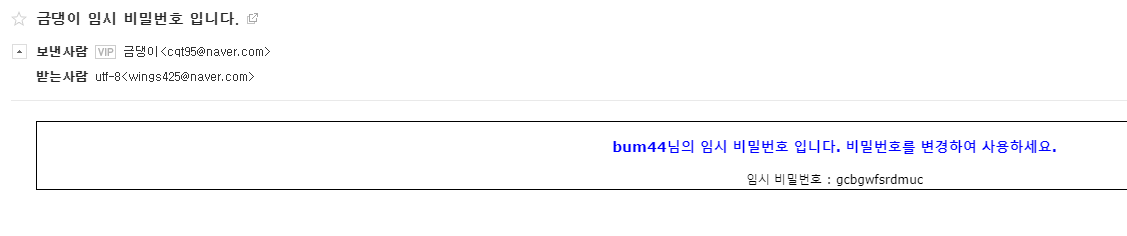 금댕이 임시 비밀번호 입니다.
보낸사람 VIP 금댕이<cqt95@naver.com>
받는사람 utf-8<wings425@naver.com>
bum44님의 임시 비밀번호 입니다. 비밀번호를 변경하여 사용하세요.
임시 비밀번호 : gcbgwfsrdmuc